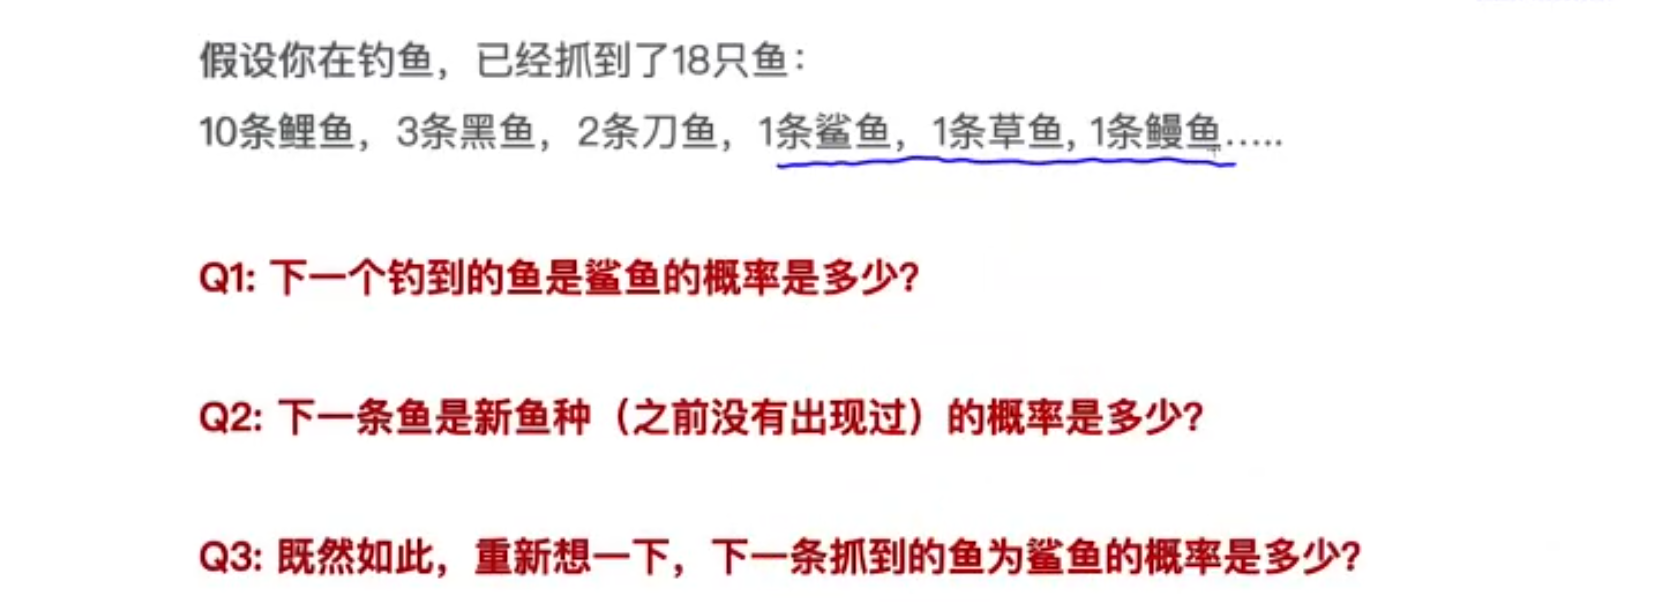 假设你在钓鱼，已经抓到了18只鱼：
10条鲤鱼，3条黑鱼，2条刀鱼，1条鲨鱼，1条草鱼, 1条鳗鱼.....
Q1: 下一个钓到的鱼是鲨鱼的概率是多少?
Q2: 下一条鱼是新鱼种（之前没有出现过）的概率是多少?
Q3: 既然如此，重新想一下，下一条抓到的鱼为鲨鱼的概率是多少?